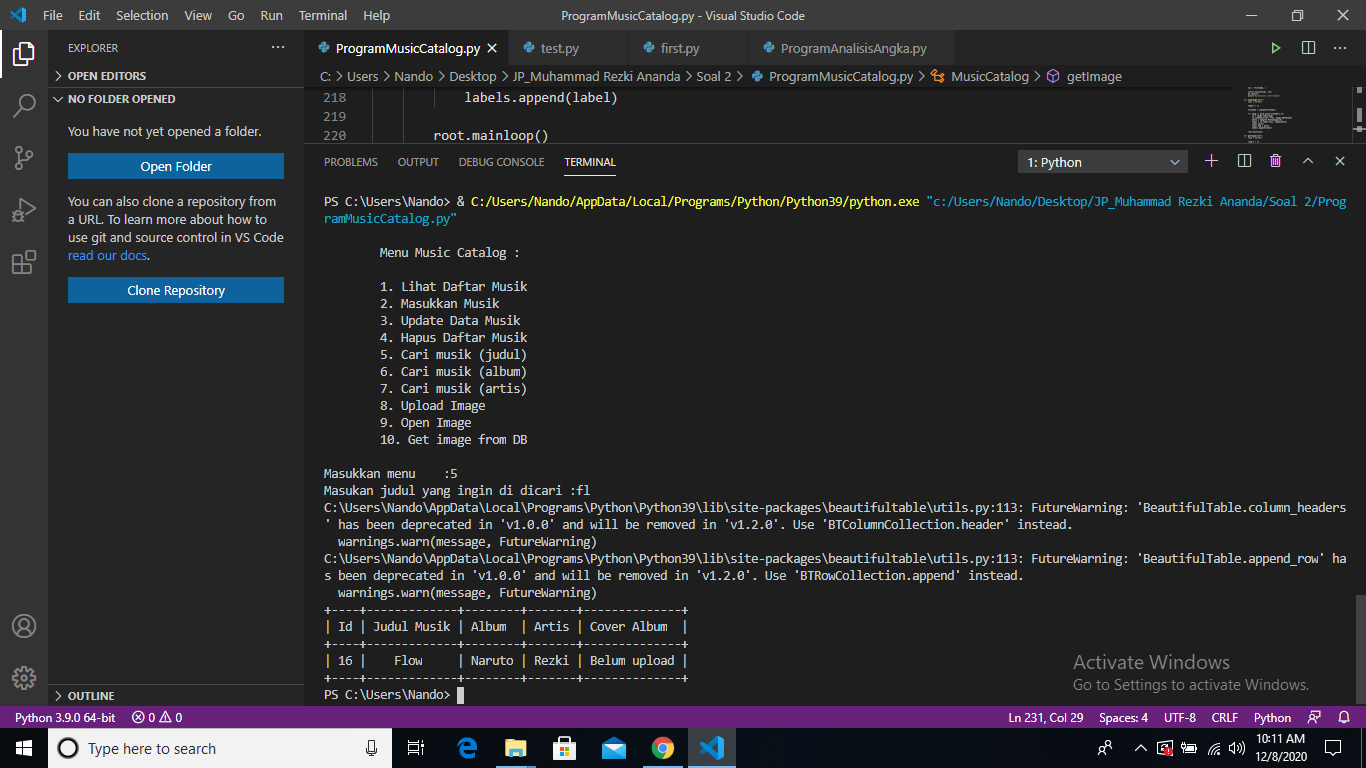 File Edit Selection View Go Run Terminal Help ProgramMusicCatalog.py - Visual Studio Code
EXPLORER
OPEN EDITORS
NO FOLDER OPENED
You have not yet opened a folder.
Open Folder
You can also clone a repository from
a URL. To learn more about how to
use git and source control in VS Code
read our docs.
Clone Repository
OUTLINE
ProgramMusicCatalog.py test.py first.py ProgramAnalisisAngka.py
C: > Users > Nando > Desktop > JP_Muhammad Rezki Ananda > Soal 2 > ProgramMusicCatalog.py > MusicCatalog > getImage
218 labels.append(label)
219
220 root.mainloop()
PROBLEMS OUTPUT DEBUG CONSOLE TERMINAL 1: Python
PS C:\Users\Nando> & C:/Users/Nando/AppData/Local/Programs/Python/Python39/python.exe "c:/Users/Nando/Desktop/JP_Muhammad Rezki Ananda/Soal 2/Prog
ramMusicCatalog.py"
Menu Music Catalog :
1. Lihat Daftar Musik
2. Masukkan Musik
3. Update Data Musik
4. Hapus Daftar Musik
5. Cari musik (judul)
6. Cari musik (album)
7. Cari musik (artis)
8. Upload Image
9. Open Image
10. Get image from DB
Masukkan menu :5
Masukan judul yang ingin di dicari :fl
C:\Users\Nando\AppData\Local\Programs\Python\Python39\lib\site-packages\beautifultable\utils.py:113: FutureWarning: 'BeautifulTable.column_headers
' has been deprecated in 'v1.0.0' and will be removed in 'v1.2.0'. Use 'BTColumnCollection.header' instead.
warnings.warn(message, FutureWarning)
C:\Users\Nando\AppData\Local\Programs\Python\Python39\lib\site-packages\beautifultable\utils.py:113: FutureWarning: 'BeautifulTable.append_row' ha
s been deprecated in 'v1.0.0' and will be removed in 'v1.2.0'. Use 'BTRowCollection.append' instead.
warnings.warn(message, FutureWarning)
+----+-------------+--------+-------+--------------+
| Id | Judul Musik | Album | Artis | Cover Album |
+----+-------------+--------+-------+--------------+
| 16 | Flow | Naruto | Rezki | Belum upload |
+----+-------------+--------+-------+--------------+
PS C:\Users\Nando>
Activate Windows
Go to Settings to activate Windows.
Python 3.9.0 64-bit 0 0 Ln 231, Col 29 Spaces: 4 UTF-8 CRLF Python
Type here to search
10:11 AM
12/8/2020